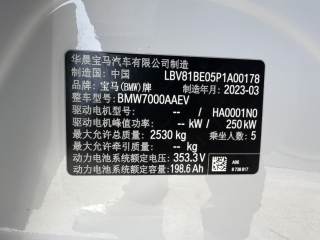 华晨宝马汽车有限公司
制造国: 中国 LBV81BE05P1A00178
品牌: 宝马(BMW)牌 制造年月: 2023-03
整车型号: BMW7000AAEV
驱动电机型号: -- / HA0001N0
驱动电机峰值功率: -- kW / 250 kW
最大允许总质量: 2530 kg 乘坐人数: 5
最大允许牵引质量: -- kg
动力电池系统额定电压: 353.3 V
动力电池系统额定容量: 198.6 Ah